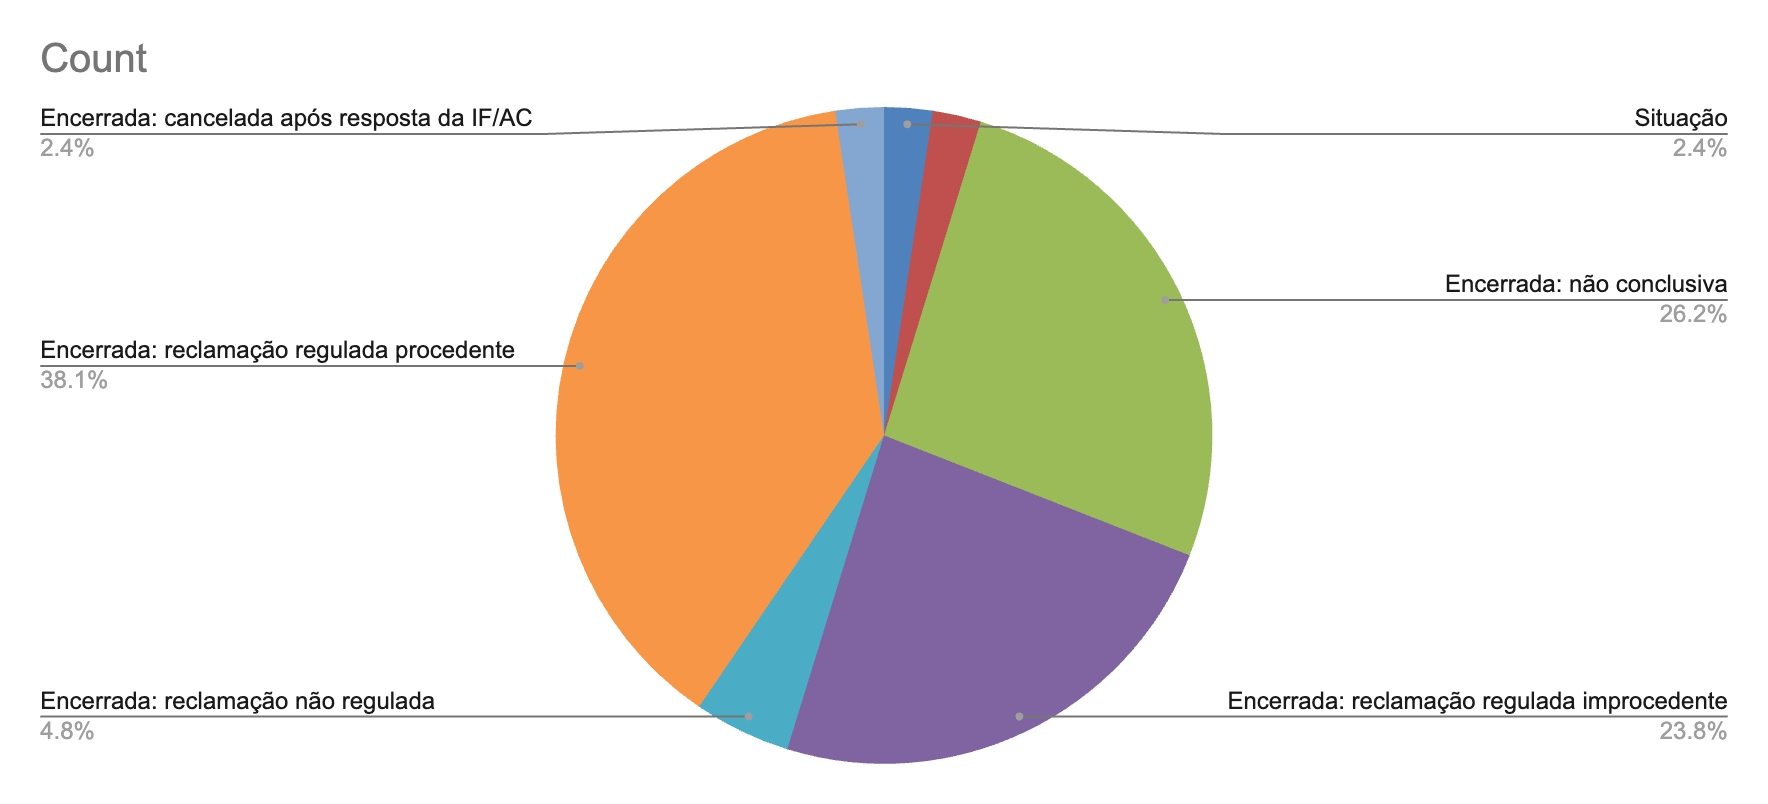 Count
Encerrada: cancelada após resposta da IF/AC
2.4%
Situação
2.4%
Encerrada: não conclusiva
26.2%
Encerrada: reclamação regulada procedente
38.1%
Encerrada: reclamação não regulada
4.8%
Encerrada: reclamação regulada improcedente
23.8%